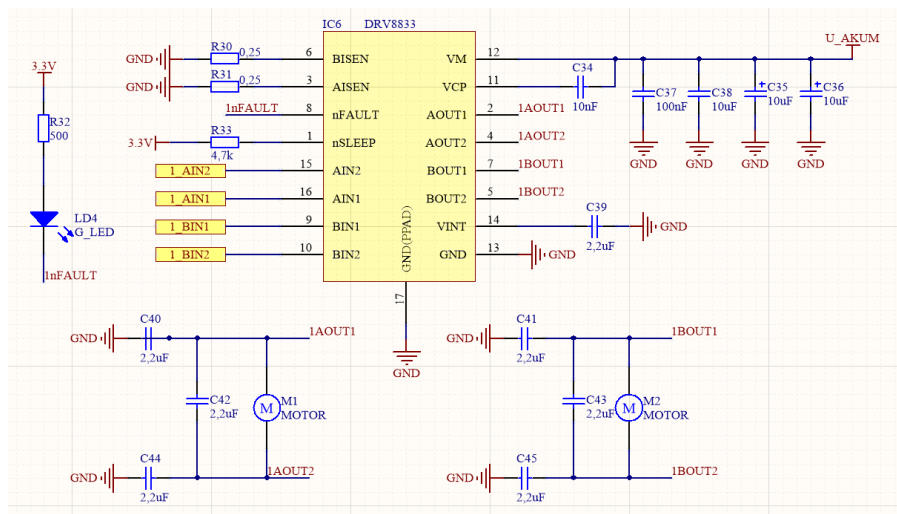 IC6 DRV8833
U_AKUM
GND R30 0,25 6 BISEN VM 12
3.3V
C34
GND R31 0,25 3 AISEN VCP 11
10nF
C37 100nF
C38 10uF
C35 10uF
C36 10uF
1nFAULT 8 nFAULT AOUT1 2 1AOUT1
R32
500
3.3V R33 4,7k 1 nSLEEP AOUT2 4 1AOUT2
GND GND GND GND
1_AIN2 15 AIN2 BOUT1 7 1BOUT1
1_AIN1 16 AIN1 BOUT2 5 1BOUT2
LD4
G_LED
1_BIN1 9 BIN1 VINT 14 C39 2,2uF GND
1_BIN2 10 BIN2 GND 13 GND
GND(PPAD)
1nFAULT
17
GND
C40
GND 1AOUT1
2,2uF
C42
2,2uF
M M1
MOTOR
C44
GND 1AOUT2
2,2uF
C41
GND 1BOUT1
2,2uF
C43
2,2uF
M M2
MOTOR
C45
GND 1BOUT2
2,2uF